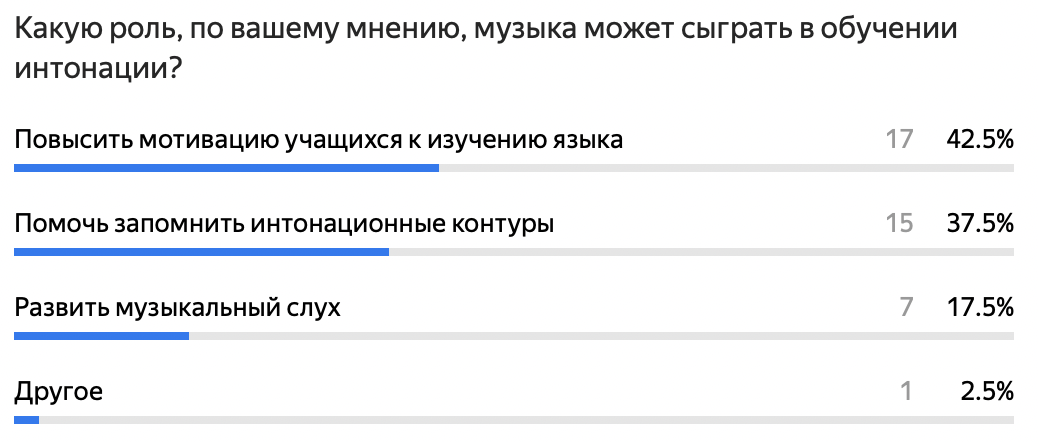 Какую роль, по вашему мнению, музыка может сыграть в обучении
интонации?
Повысить мотивацию учащихся к изучению языка 17 42.5%
Помочь запомнить интонационные контуры 15 37.5%
Развить музыкальный слух 7 17.5%
Другое 1 2.5%